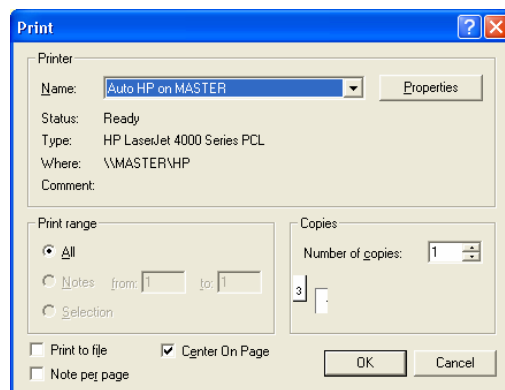 Print
Printer
Name: Auto HP on MASTER Properties
Status: Ready
Type: HP LaserJet 4000 Series PCL
Where: \\MASTER\HP
Comment:
Print range Copies
All Number of copies: 1
Notes from: 1 to: 1
3
Selection
Print to file Center On Page OK Cancel
Note per page